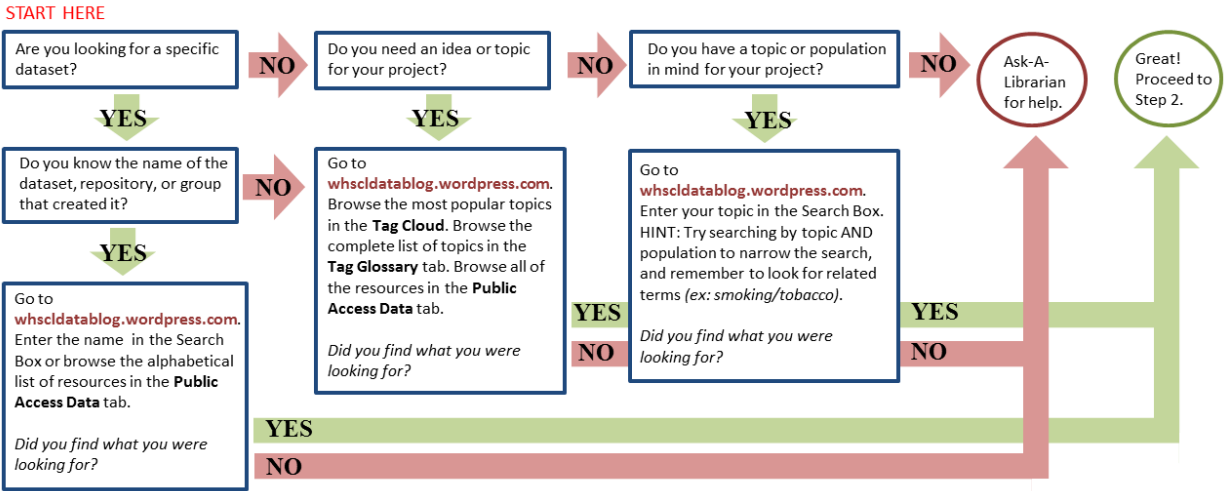 START HERE
Are you looking for a specific
dataset?
NO
Do you need an idea or topic
for your project?
NO
Do you have a topic or population
in mind for your project?
NO
Ask-A-
Librarian
for help.
Great!
Proceed to
Step 2.
YES
YES
YES
Do you know the name of the
dataset, repository, or group
that created it?
NO
Go to
whscldatablog.wordpress.com.
Browse the most popular topics
in the Tag Cloud. Browse the
complete list of topics in the
Tag Glossary tab. Browse all of
the resources in the Public
Access Data tab.
Did you find what you were
looking for?
YES
NO
Go to
whscldatablog.wordpress.com.
Enter your topic in the Search Box.
HINT: Try searching by topic AND
population to narrow the search,
and remember to look for related
terms (ex: smoking/tobacco).
Did you find what you were
looking for?
YES
NO
YES
Go to
whscldatablog.wordpress.com.
Enter the name in the Search
Box or browse the alphabetical
list of resources in the Public
Access Data tab.
Did you find what you were
looking for?
YES
NO